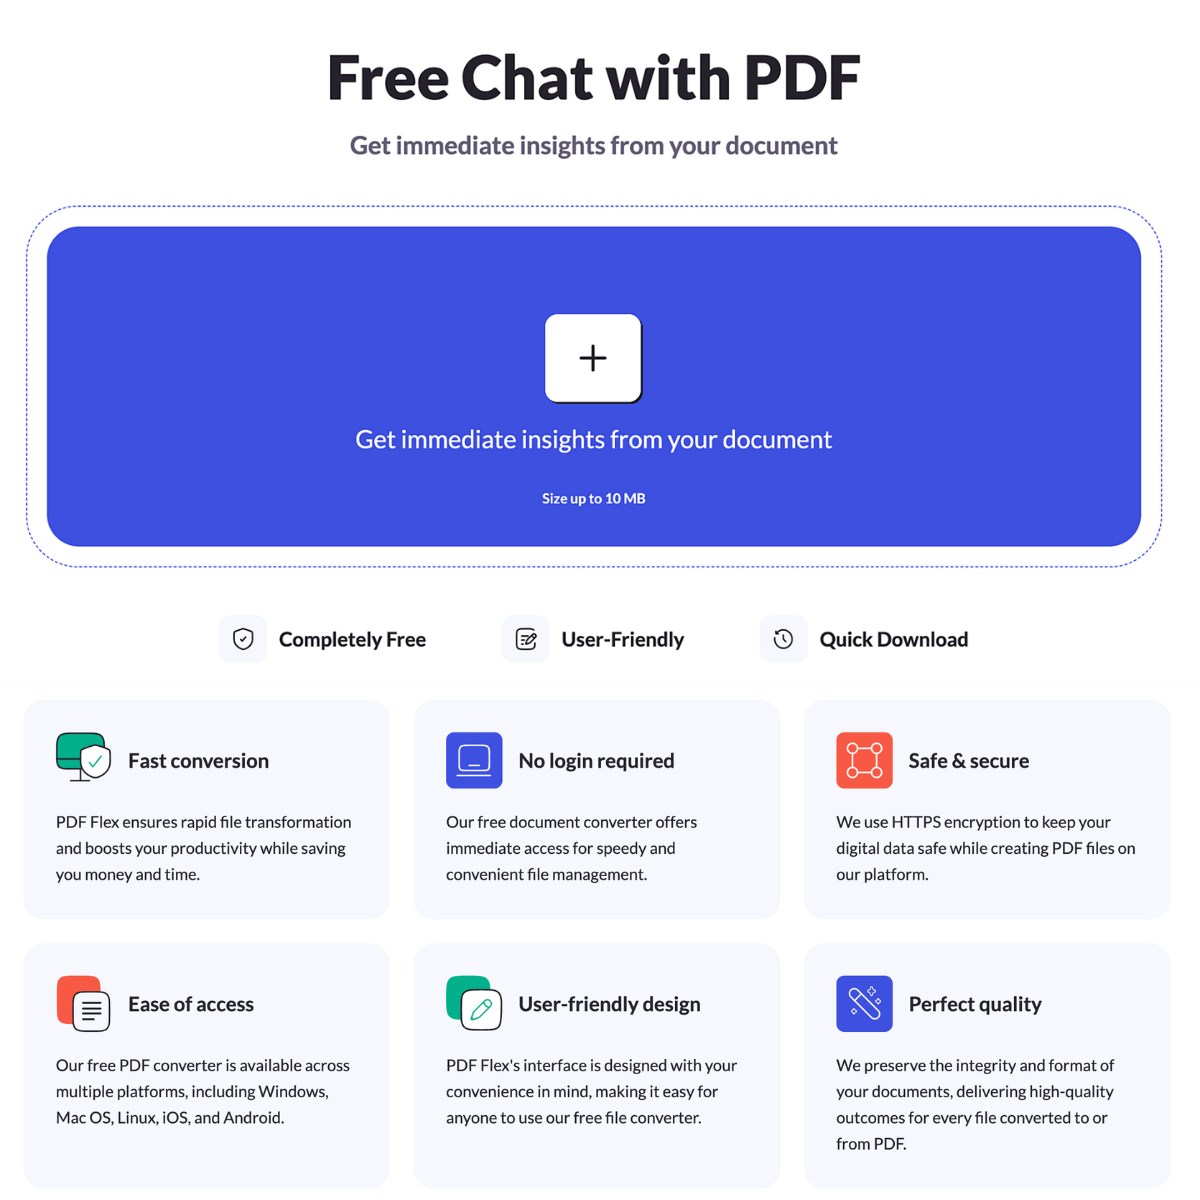 Free Chat with PDF
Get immediate insights from your document
Get immediate insights from your document
Size up to 10 MB
Completely Free
User-Friendly
Quick Download
Fast conversion
PDF Flex ensures rapid file transformation
and boosts your productivity while saving
you money and time.
No login required
Our free document converter offers
immediate access for speedy and
convenient file management.
Safe & secure
We use HTTPS encryption to keep your
digital data safe while creating PDF files on
our platform.
Ease of access
Our free PDF converter is available across
multiple platforms, including Windows,
Mac OS, Linux, iOS, and Android.
User-friendly design
PDF Flex's interface is designed with your
convenience in mind, making it easy for
anyone to use our free file converter.
Perfect quality
We preserve the integrity and format of
your documents, delivering high-quality
outcomes for every file converted to or
from PDF.